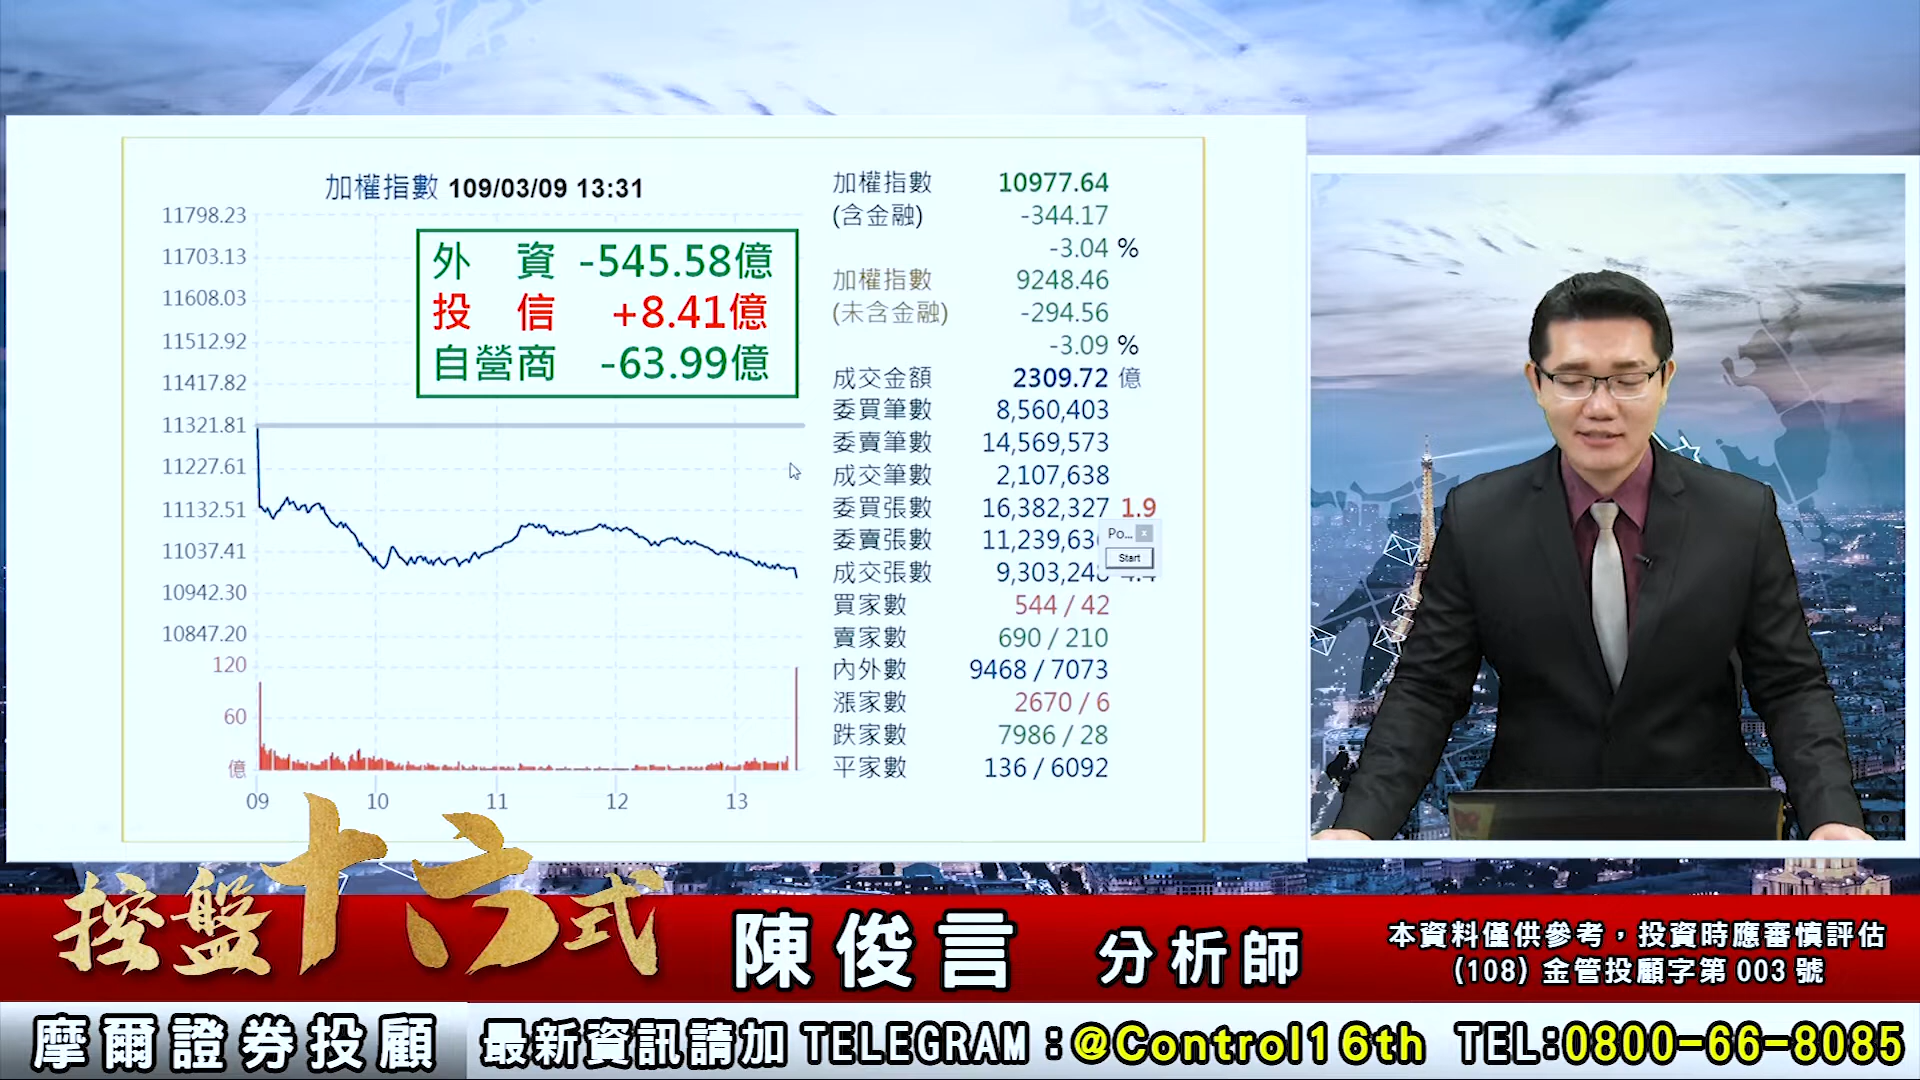 加權指數 109/03/09 13:31
11798.23
11703.13
11608.03
11512.92
11417.82
11321.81
11227.61
11132.51
11037.41
10942.30
10847.20
120
60
億
09 10 11 12 13
外 資 -545.58億
投 信 +8.41億
自營商 -63.99億
加權指數 10977.64
(含金融) -344.17
-3.04 %
加權指數 9248.46
(未含金融) -294.56
-3.09 %
成交金額 2309.72 億
委買筆數 8,560,403
委賣筆數 14,569,573
成交筆數 2,107,638
委買張數 16,382,327 1.9
委賣張數 11,239,63
成交張數 9,303,248
買家數 544 / 42
賣家數 690 / 210
內外數 9468 / 7073
漲家數 2670 / 6
跌家數 7986 / 28
平家數 136 / 6092
Po... x
Start
控盤十六式
陳俊言 分析師
本資料僅供參考，投資時應審慎評估
(108) 金管投顧字第 003 號
摩爾證券投顧
最新資訊請加 TELEGRAM：@Control16th TEL:0800-66-8085